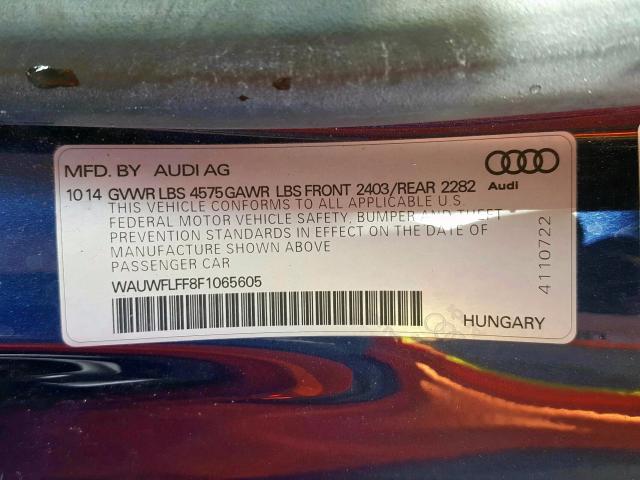 MFD. BY AUDI AG
10 14 GVWR LBS 4575 GAWR LBS FRONT 2403/REAR 2282
Audi
THIS VEHICLE CONFORMS TO ALL APPLICABLE U.S.
FEDERAL MOTOR VEHICLE SAFETY, BUMPER AND THEFT
PREVENTION STANDARDS IN EFFECT ON THE DATE OF
MANUFACTURE SHOWN ABOVE
PASSENGER CAR
WAUWFLFF8F1065605
HUNGARY
4110722